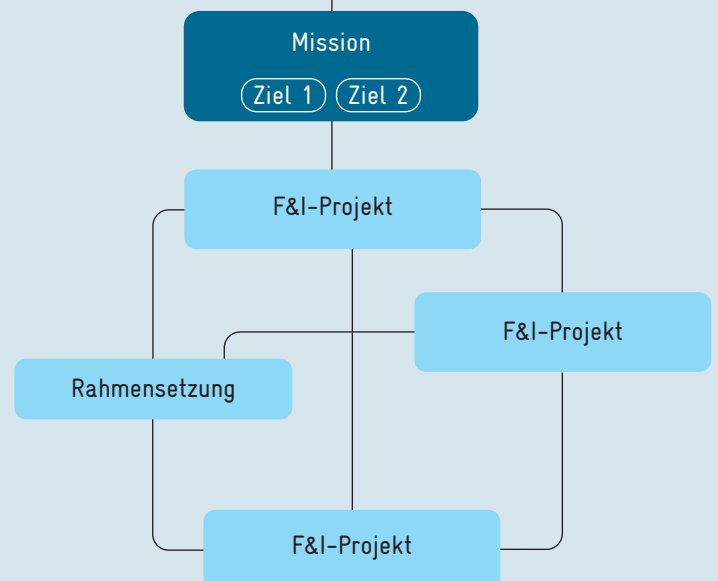 Mission
Ziel 1 Ziel 2
F&I-Projekt
F&I-Projekt
Rahmensetzung
F&I-Projekt